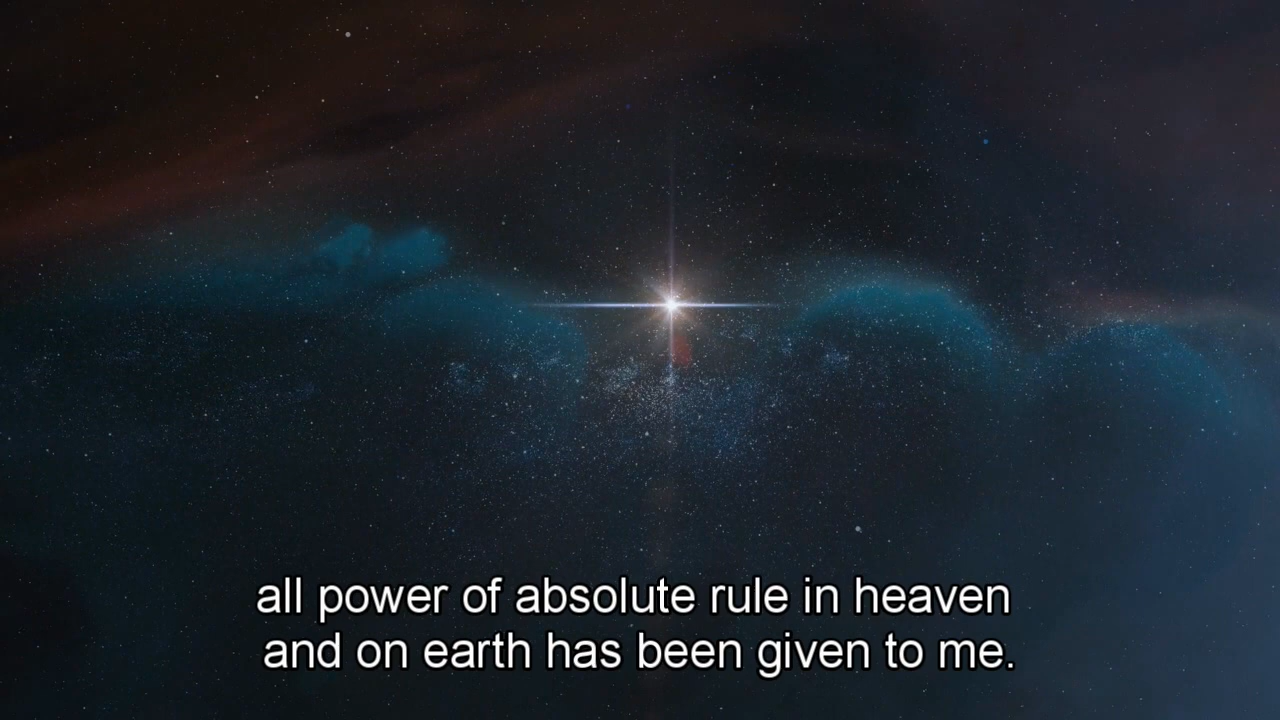 all power of absolute rule in heaven
and on earth has been given to me.